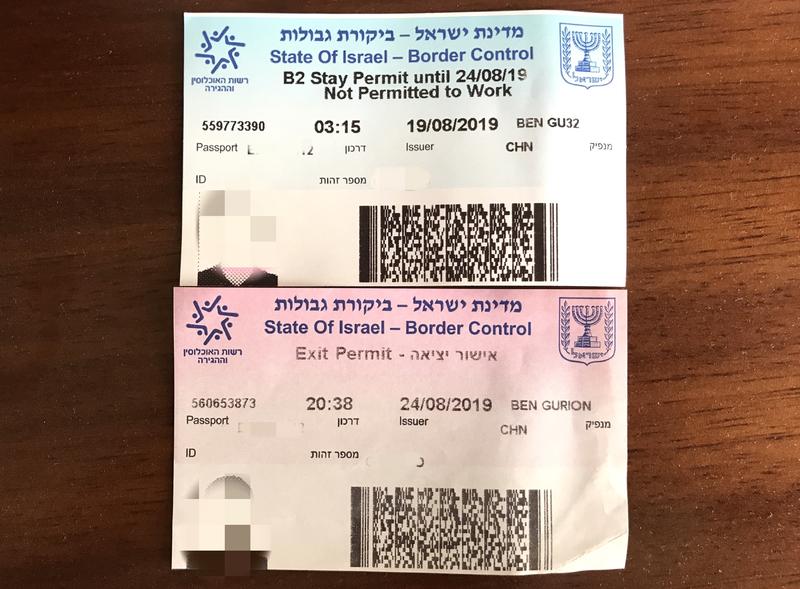 מדינת ישראל – ביקורת גבולות
State Of Israel – Border Control
B2 Stay Permit until 24/08/19
Not Permitted to Work
רשות האוכלוסין
וההגירה
ישראל
559773390 03:15 19/08/2019 BEN GU32
Passport דרכון Issuer CHN מנפיק
ID מספר זהות
מדינת ישראל – ביקורת גבולות
State Of Israel – Border Control
Exit Permit - אישור יציאה
רשות האוכלוסין
וההגירה
ישראל
560653873 20:38 24/08/2019 BEN GURION
Passport דרכון Issuer CHN מנפיק
ID מספר זהות